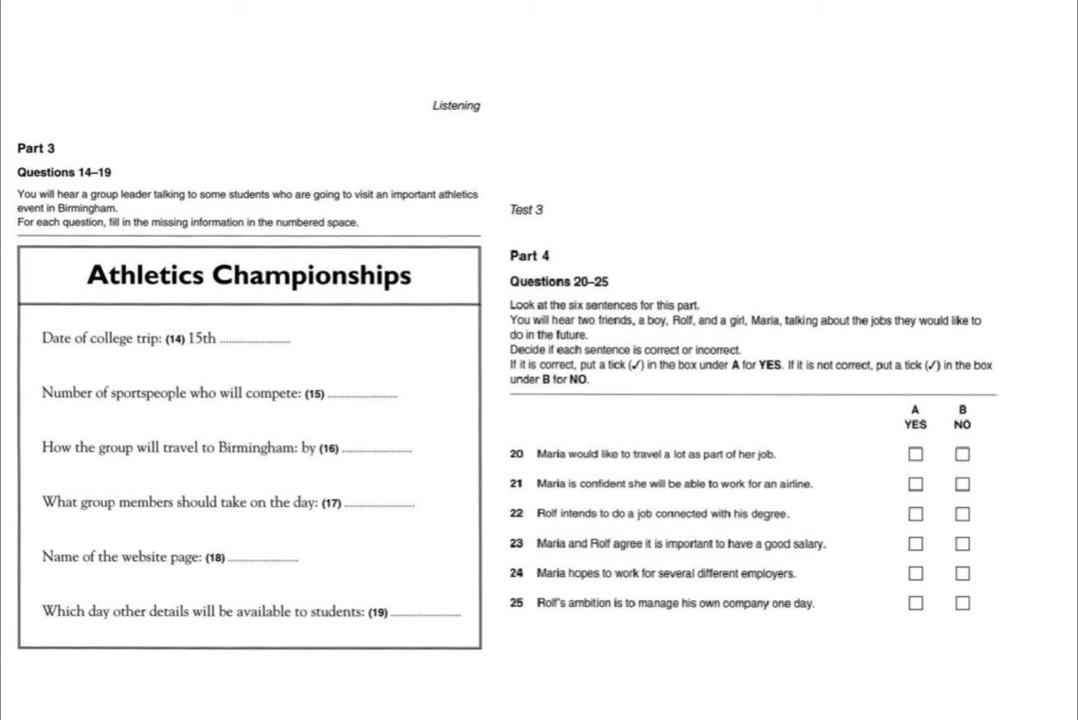 Listening
Part 3
Questions 14–19
You will hear a group leader talking to some students who are going to visit an important athletics
event in Birmingham.
For each question, fill in the missing information in the numbered space.
Athletics Championships
Date of college trip: (14) 15th ......................
Number of sportspeople who will compete: (15) ......................
How the group will travel to Birmingham: by (16) ......................
What group members should take on the day: (17) ......................
Name of the website page: (18) ......................
Which day other details will be available to students: (19) ......................
Test 3
Part 4
Questions 20–25
Look at the six sentences for this part.
You will hear two friends, a boy, Rolf, and a girl, Maria, talking about the jobs they would like to
do in the future.
Decide if each sentence is correct or incorrect.
If it is correct, put a tick (✓) in the box under A for YES. If it is not correct, put a tick (✓) in the box
under B for NO.
A B
YES NO
20 Maria would like to travel a lot as part of her job.
21 Maria is confident she will be able to work for an airline.
22 Rolf intends to do a job connected with his degree.
23 Maria and Rolf agree it is important to have a good salary.
24 Maria hopes to work for several different employers.
25 Rolf's ambition is to manage his own company one day.